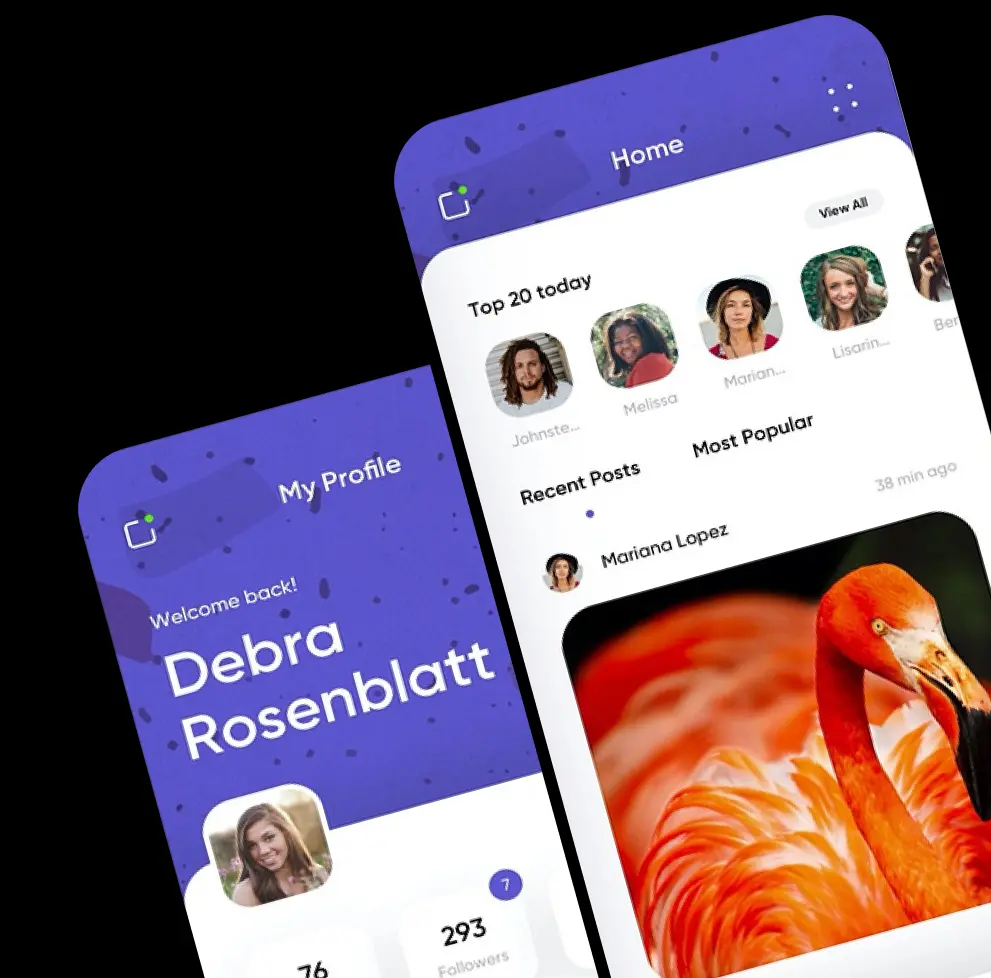 Home
View All
Top 20 today
Johnste...
Melissa
Marian...
Lisarin...
Ber
Recent Posts
Most Popular
38 min ago
Mariana Lopez
My Profile
Welcome back!
Debra
Rosenblatt
7
76
293
Followers